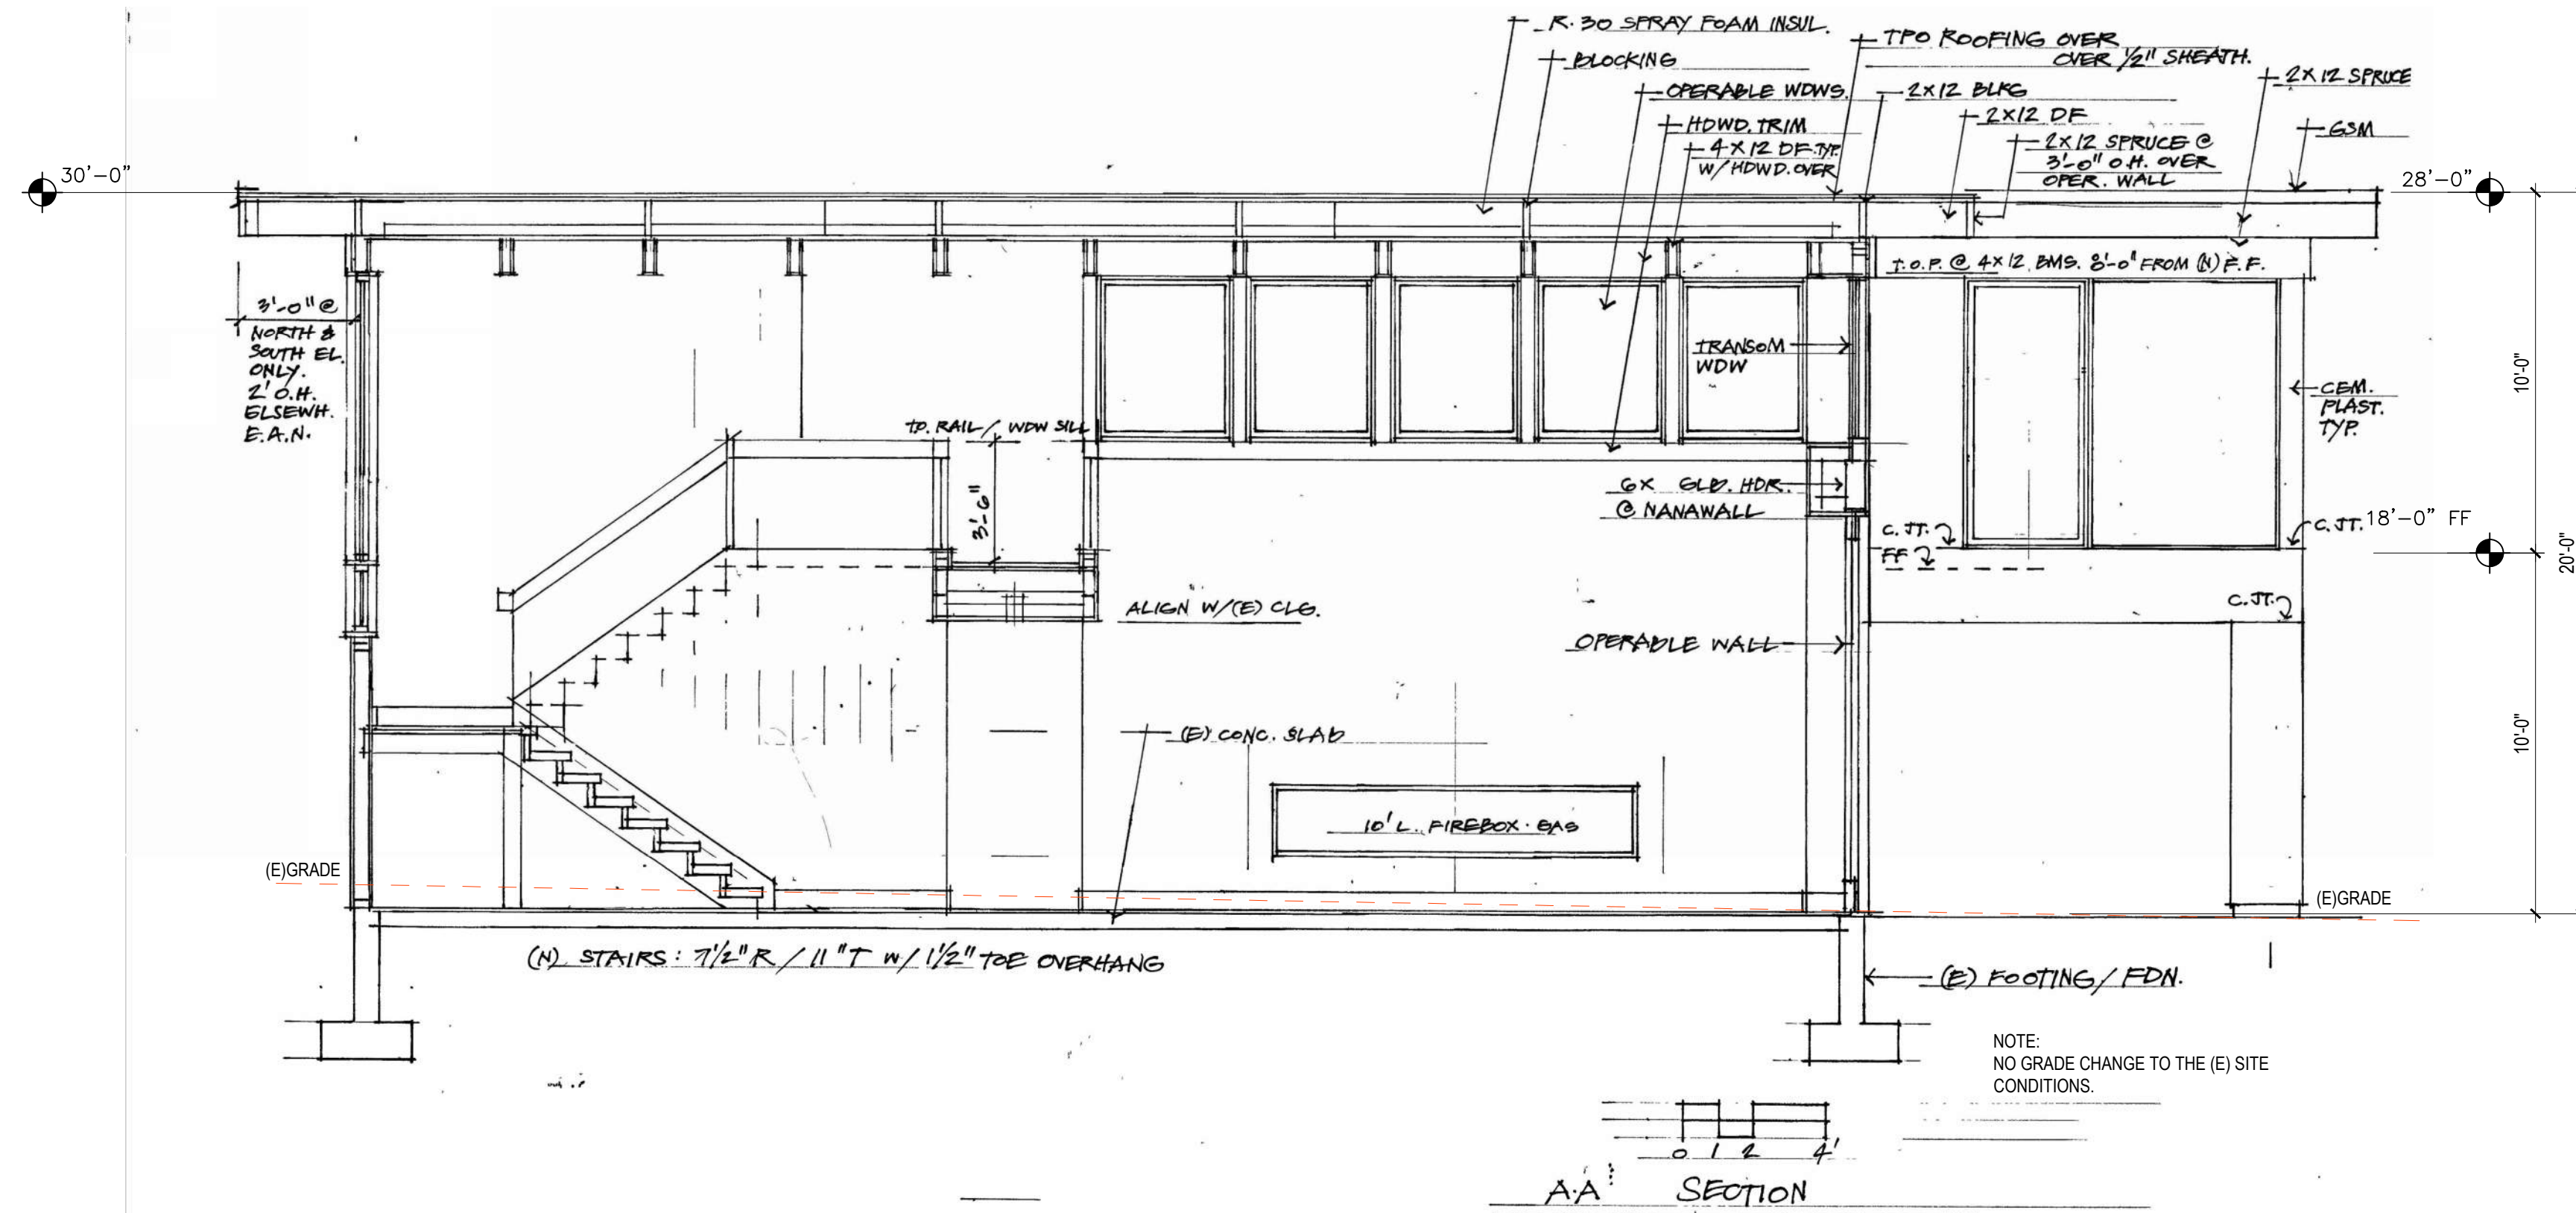 R-30 SPRAY FOAM INSUL.
BLOCKING
OPERABLE WDWS.
HDWD. TRIM
4X12 DF. TYP.
W/ HDWD. OVER
TPO ROOFING OVER
OVER 1/2" SHEATH.
2X12 BLKG
2X12 DF
2X12 SPRUCE @
3'-0" O.H. OVER
OPER. WALL
2X12 SPRUCE
GSM
30'-0"
28'-0"
T.O.P. @ 4X12 BMS. 8'-0" FROM (N) F.F.
3'-0" @
NORTH &
SOUTH EL.
ONLY.
2' O.H.
ELSEWH.
E.A.N.
TRANSOM
WDW
10'-0"
CEM.
PLAST.
TYP.
TO. RAIL / WDW SILL
3'-6"
6X GLB. HDR.
@ NANAWALL
C. JT.
FF
C. JT.
18'-0" FF
20'-0"
ALIGN W/(E) CLG.
C. JT.
OPERABLE WALL
(E) CONC. SLAB
10'-0"
10' L. FIREBOX · GAS
(E)GRADE
(E)GRADE
(N) STAIRS: 7 1/2" R / 11" T W/ 1 1/2" TOE OVERHANG
(E) FOOTING / FDN.
NOTE:
NO GRADE CHANGE TO THE (E) SITE
CONDITIONS.
0 1 2 4'
A·A SECTION